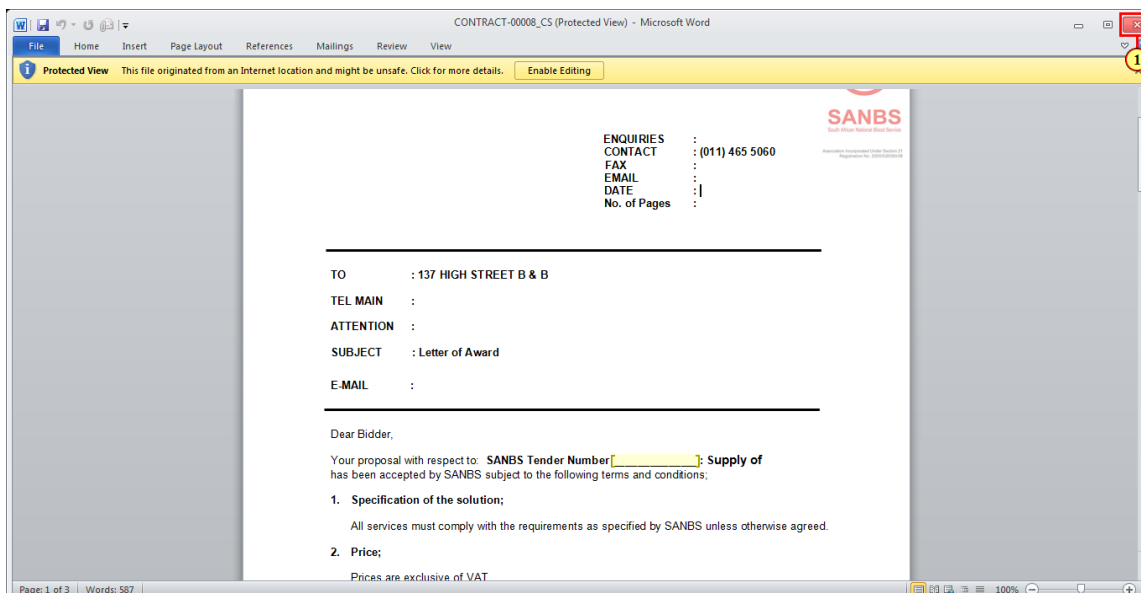 CONTRACT-00008_CS (Protected View) - Microsoft Word
File Home Insert Page Layout References Mailings Review View
1
Protected View This file originated from an Internet location and might be unsafe. Click for more details. Enable Editing
SANBS
South African National Blood Service
ENQUIRIES :
CONTACT : (011) 465 5060
Association Incorporated Under Section 21
FAX :
EMAIL :
DATE :
No. of Pages :
TO : 137 HIGH STREET B & B
TEL MAIN :
ATTENTION :
SUBJECT : Letter of Award
E-MAIL :
Dear Bidder,
Your proposal with respect to: SANBS Tender Number[______________]: Supply of
has been accepted by SANBS subject to the following terms and conditions;
1. Specification of the solution;
All services must comply with the requirements as specified by SANBS unless otherwise agreed.
2. Price;
Prices are exclusive of VAT
Page: 1 of 3 Words: 587 100%